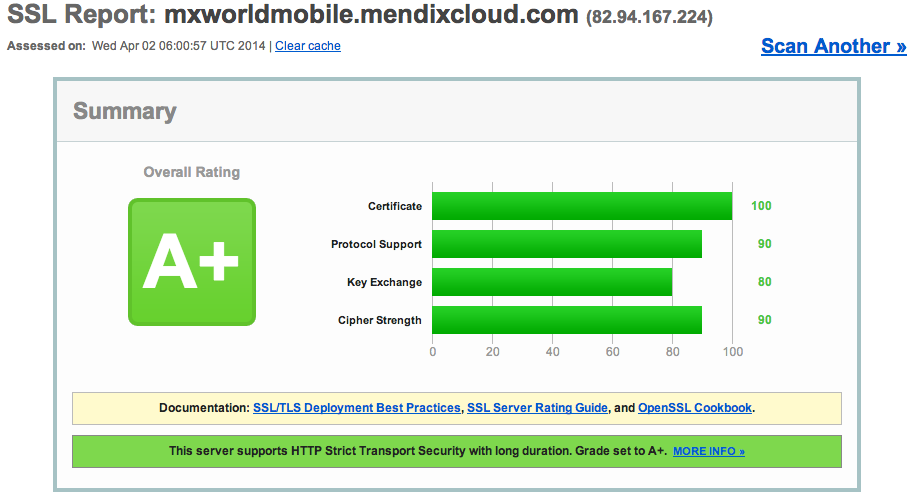 SSL Report: mxworldmobile.mendixcloud.com (82.94.167.224)
Assessed on: Wed Apr 02 06:00:57 UTC 2014 | Clear cache
Scan Another »
Summary
Overall Rating
A+
Certificate 100
Protocol Support 90
Key Exchange 80
Cipher Strength 90
0 20 40 60 80 100
Documentation: SSL/TLS Deployment Best Practices, SSL Server Rating Guide, and OpenSSL Cookbook.
This server supports HTTP Strict Transport Security with long duration. Grade set to A+. MORE INFO »